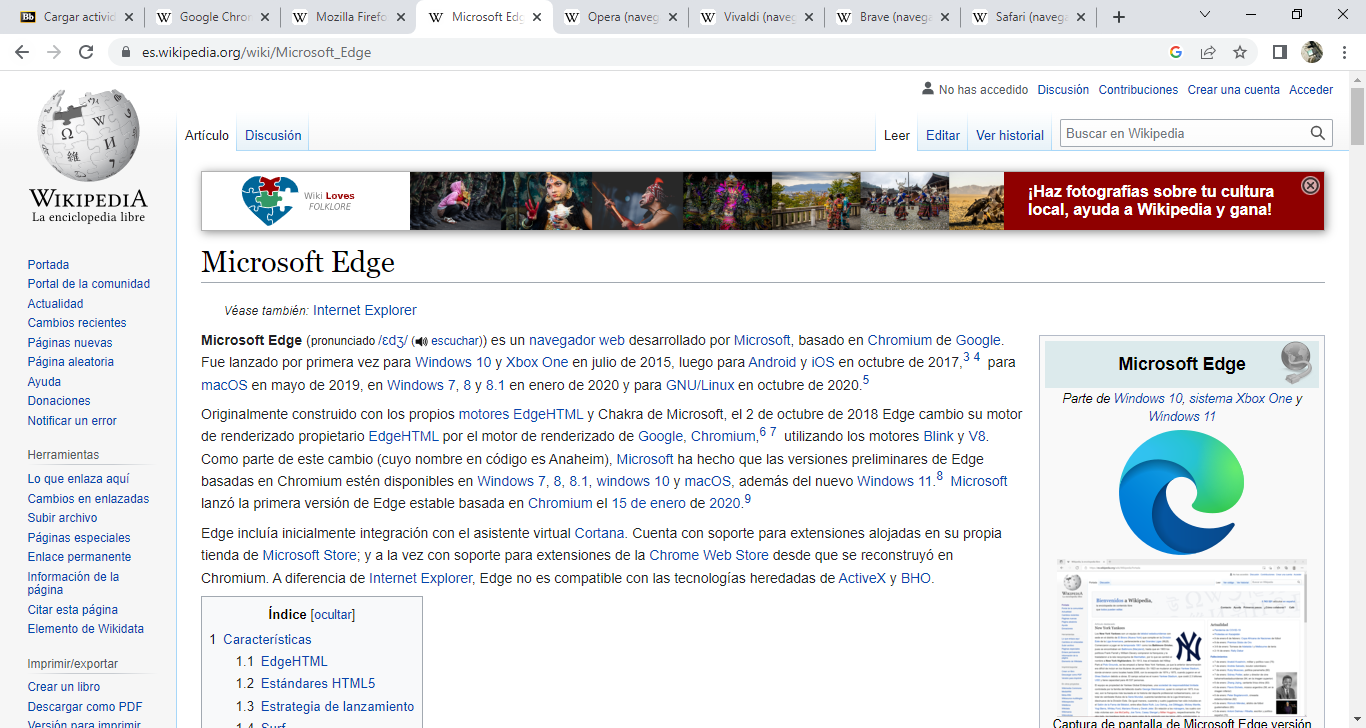 Cargar activid
Google Chron
Mozilla Firefo
Microsoft Edg
Opera (naveg
Vivaldi (naveg
Brave (navega
Safari (navega
es.wikipedia.org/wiki/Microsoft_Edge
No has accedido Discusión Contribuciones Crear una cuenta Acceder
Artículo Discusión Leer Editar Ver historial Buscar en Wikipedia
WIKIPEDIA
La enciclopedia libre
Wiki Loves
FOLKLORE
¡Haz fotografías sobre tu cultura
local, ayuda a Wikipedia y gana!
Portada
Portal de la comunidad
Actualidad
Cambios recientes
Páginas nuevas
Página aleatoria
Ayuda
Donaciones
Notificar un error
Herramientas
Lo que enlaza aquí
Cambios en enlazadas
Subir archivo
Páginas especiales
Enlace permanente
Información de la
página
Citar esta página
Elemento de Wikidata
Imprimir/exportar
Crear un libro
Descargar como PDF
Versión para imprimir
Microsoft Edge
Véase también: Internet Explorer
Microsoft Edge (pronunciado /ɛdʒ/ (escuchar)) es un navegador web desarrollado por Microsoft, basado en Chromium de Google.
Fue lanzado por primera vez para Windows 10 y Xbox One en julio de 2015, luego para Android y iOS en octubre de 2017,3 4 para
macOS en mayo de 2019, en Windows 7, 8 y 8.1 en enero de 2020 y para GNU/Linux en octubre de 2020.5
Originalmente construido con los propios motores EdgeHTML y Chakra de Microsoft, el 2 de octubre de 2018 Edge cambio su motor
de renderizado propietario EdgeHTML por el motor de renderizado de Google, Chromium,6 7 utilizando los motores Blink y V8.
Como parte de este cambio (cuyo nombre en código es Anaheim), Microsoft ha hecho que las versiones preliminares de Edge
basadas en Chromium estén disponibles en Windows 7, 8, 8.1, windows 10 y macOS, además del nuevo Windows 11.8 Microsoft
lanzó la primera versión de Edge estable basada en Chromium el 15 de enero de 2020.9
Edge incluía inicialmente integración con el asistente virtual Cortana. Cuenta con soporte para extensiones alojadas en su propia
tienda de Microsoft Store; y a la vez con soporte para extensiones de la Chrome Web Store desde que se reconstruyó en
Chromium. A diferencia de Internet Explorer, Edge no es compatible con las tecnologías heredadas de ActiveX y BHO.
Índice [ocultar]
1 Características
1.1 EdgeHTML
1.2 Estándares HTML5
1.3 Estrategia de lanzamiento
1.4 Surf
Microsoft Edge
Parte de Windows 10, sistema Xbox One y
Windows 11
Captura de pantalla de Microsoft Edge versión